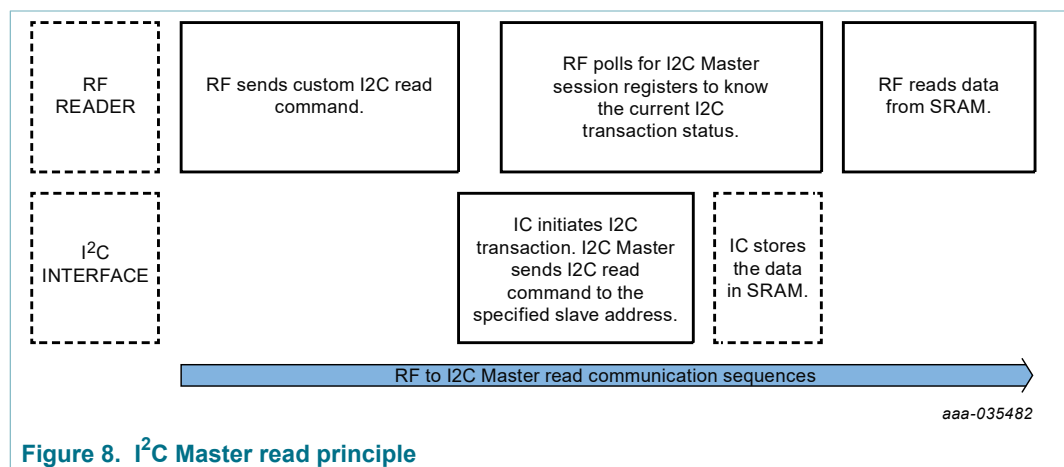 RF
READER
RF sends custom I2C read
command.
RF polls for I2C Master
session registers to know
the current I2C
transaction status.
RF reads data
from SRAM.
I2C
INTERFACE
IC initiates I2C
transaction. I2C Master
sends I2C read
command to the
specified slave address.
IC stores
the data
in SRAM.
RF to I2C Master read communication sequences
aaa-035482
Figure 8. I2C Master read principle